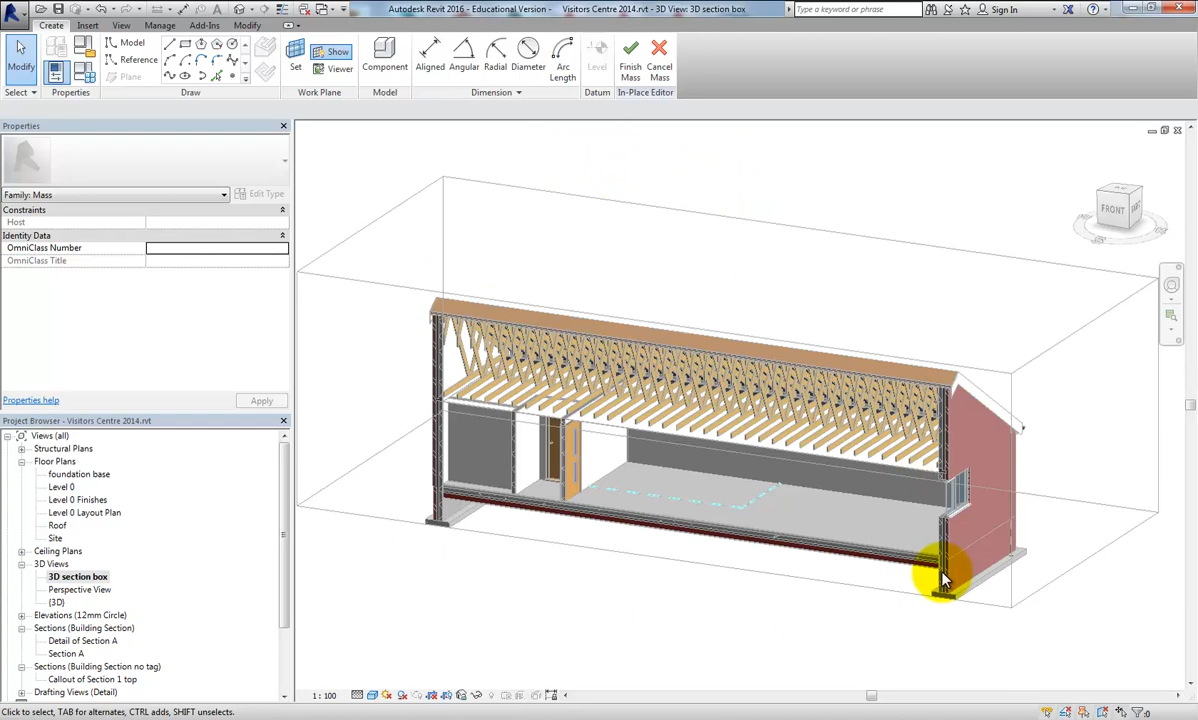 Autodesk Revit 2016 - Educational Version - Visitors Centre 2014.rvt - 3D View: 3D section box
Type a keyword or phrase
Sign In
Create Insert View Manage Add-Ins Modify
Modify
Model
Reference
Plane
Set
Show
Viewer
Component
Aligned Angular Radial Diameter Arc Length
Level
Finish Mass
Cancel Mass
Select Properties Draw Work Plane Model Dimension Datum In-Place Editor
Properties
Family: Mass
Edit Type
Constraints
Host
Identity Data
OmniClass Number
OmniClass Title
Properties help
Apply
Project Browser - Visitors Centre 2014.rvt
Views (all)
Structural Plans
Floor Plans
foundation base
Level 0
Level 0 Finishes
Level 0 Layout Plan
Roof
Site
Ceiling Plans
3D Views
3D section box
Perspective View
{3D}
Elevations (12mm Circle)
Sections (Building Section)
Detail of Section A
Section A
Sections (Building Section no tag)
Callout of Section 1 top
Drafting Views (Detail)
FRONT
1 : 100
Click to select, TAB for alternates, CTRL adds, SHIFT unselects.
:0